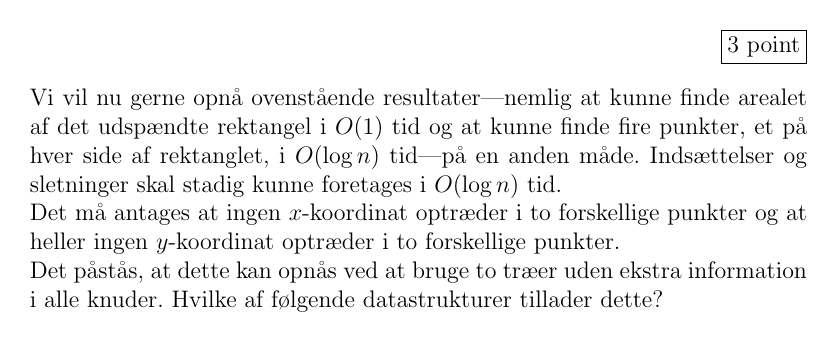 3 point
Vi vil nu gerne opnå ovenstående resultater—nemlig at kunne finde arealet
af det udspændte rektangel i O(1) tid og at kunne finde fire punkter, et på
hver side af rektanglet, i O(log n) tid—på en anden måde. Indsættelser og
sletninger skal stadig kunne foretages i O(log n) tid.
Det må antages at ingen x-koordinat optræder i to forskellige punkter og at
heller ingen y-koordinat optræder i to forskellige punkter.
Det påstås, at dette kan opnås ved at bruge to træer uden ekstra information
i alle knuder. Hvilke af følgende datastrukturer tillader dette?